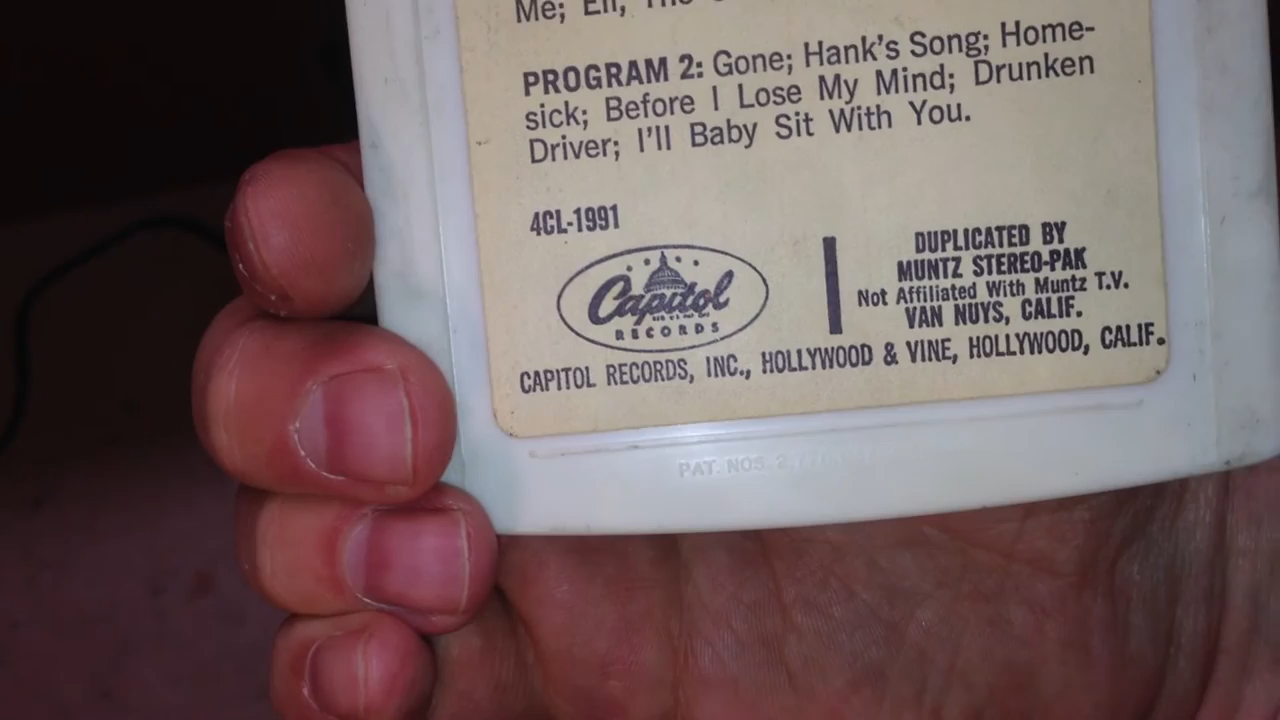 Me;
PROGRAM 2: Gone; Hank's Song; Home-
sick; Before I Lose My Mind; Drunken
Driver; I'll Baby Sit With You.
4CL-1991
Capitol
RECORDS
DUPLICATED BY
MUNTZ STEREO-PAK
Not Affiliated With Muntz T.V.
VAN NUYS, CALIF.
CAPITOL RECORDS, INC., HOLLYWOOD & VINE, HOLLYWOOD, CALIF.
PAT. NOS. 2